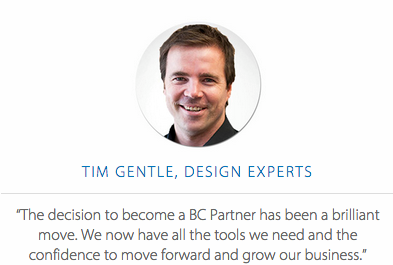 TIM GENTLE, DESIGN EXPERTS
“The decision to become a BC Partner has been a brilliant
move. We now have all the tools we need and the
confidence to move forward and grow our business.”